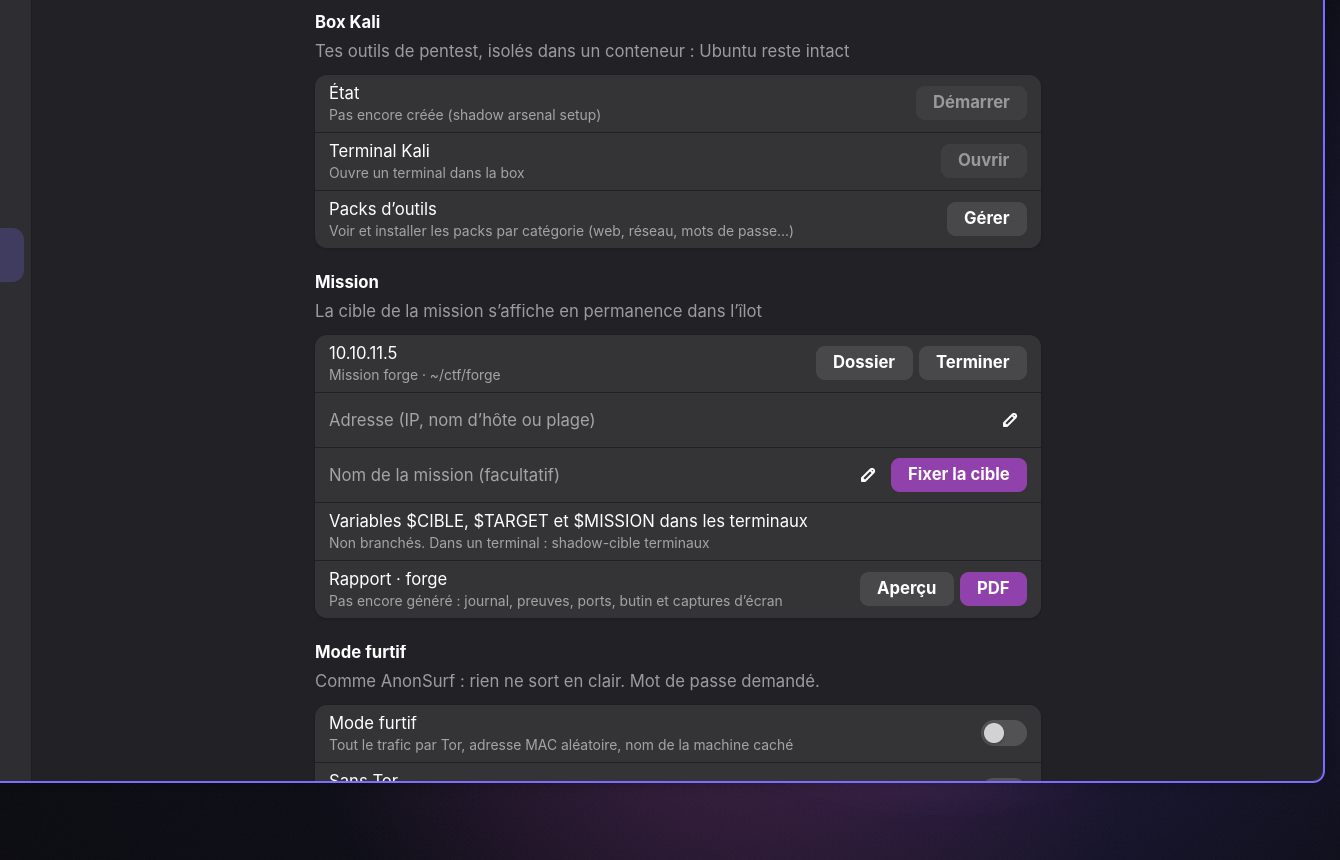 Box Kali
Tes outils de pentest, isolés dans un conteneur : Ubuntu reste intact
État
Pas encore créée (shadow arsenal setup)
Démarrer
Terminal Kali
Ouvre un terminal dans la box
Ouvrir
Packs d’outils
Voir et installer les packs par catégorie (web, réseau, mots de passe…)
Gérer
Mission
La cible de la mission s’affiche en permanence dans l’îlot
10.10.11.5
Mission forge · ~/ctf/forge
Dossier
Terminer
Adresse (IP, nom d’hôte ou plage)
Nom de la mission (facultatif)
Fixer la cible
Variables $CIBLE, $TARGET et $MISSION dans les terminaux
Non branchés. Dans un terminal : shadow-cible terminaux
Rapport · forge
Pas encore généré : journal, preuves, ports, butin et captures d’écran
Aperçu
PDF
Mode furtif
Comme AnonSurf : rien ne sort en clair. Mot de passe demandé.
Mode furtif
Tout le trafic par Tor, adresse MAC aléatoire, nom de la machine caché
Sans Tor